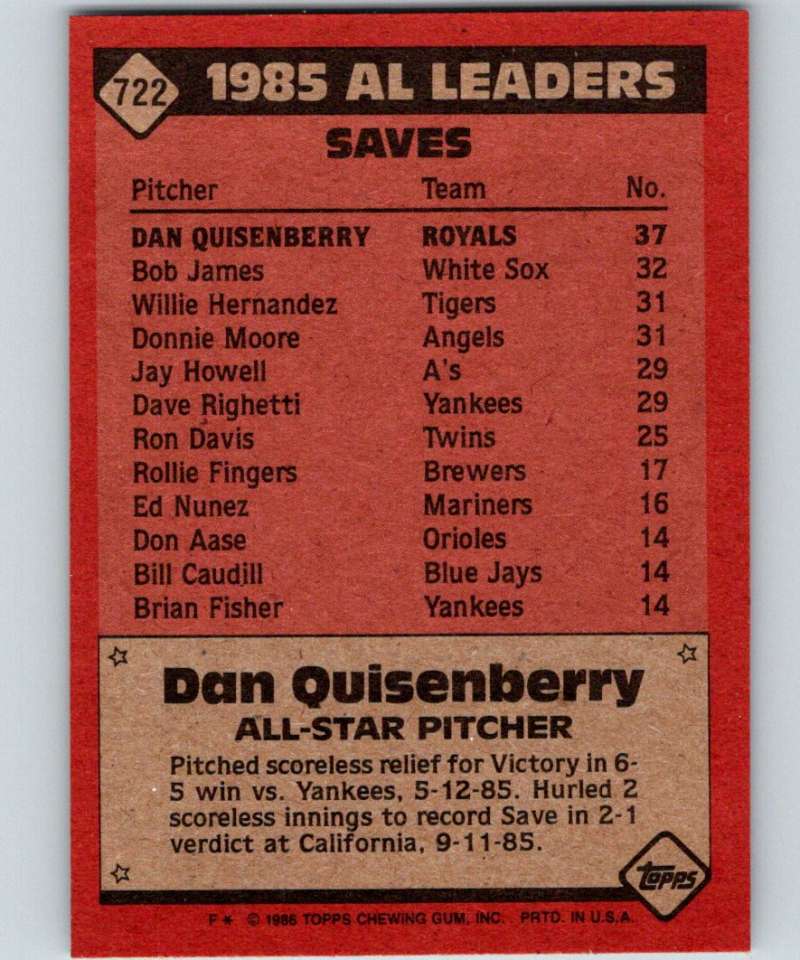 722 1985 AL LEADERS
SAVES
Pitcher Team No.
DAN QUISENBERRY ROYALS 37
Bob James White Sox 32
Willie Hernandez Tigers 31
Donnie Moore Angels 31
Jay Howell A's 29
Dave Righetti Yankees 29
Ron Davis Twins 25
Rollie Fingers Brewers 17
Ed Nunez Mariners 16
Don Aase Orioles 14
Bill Caudill Blue Jays 14
Brian Fisher Yankees 14
Dan Quisenberry
ALL-STAR PITCHER
Pitched scoreless relief for Victory in 6-
5 win vs. Yankees, 5-12-85. Hurled 2
scoreless innings to record Save in 2-1
verdict at California, 9-11-85.
topps
F * © 1986 TOPPS CHEWING GUM, INC. PRTD. IN U.S.A.